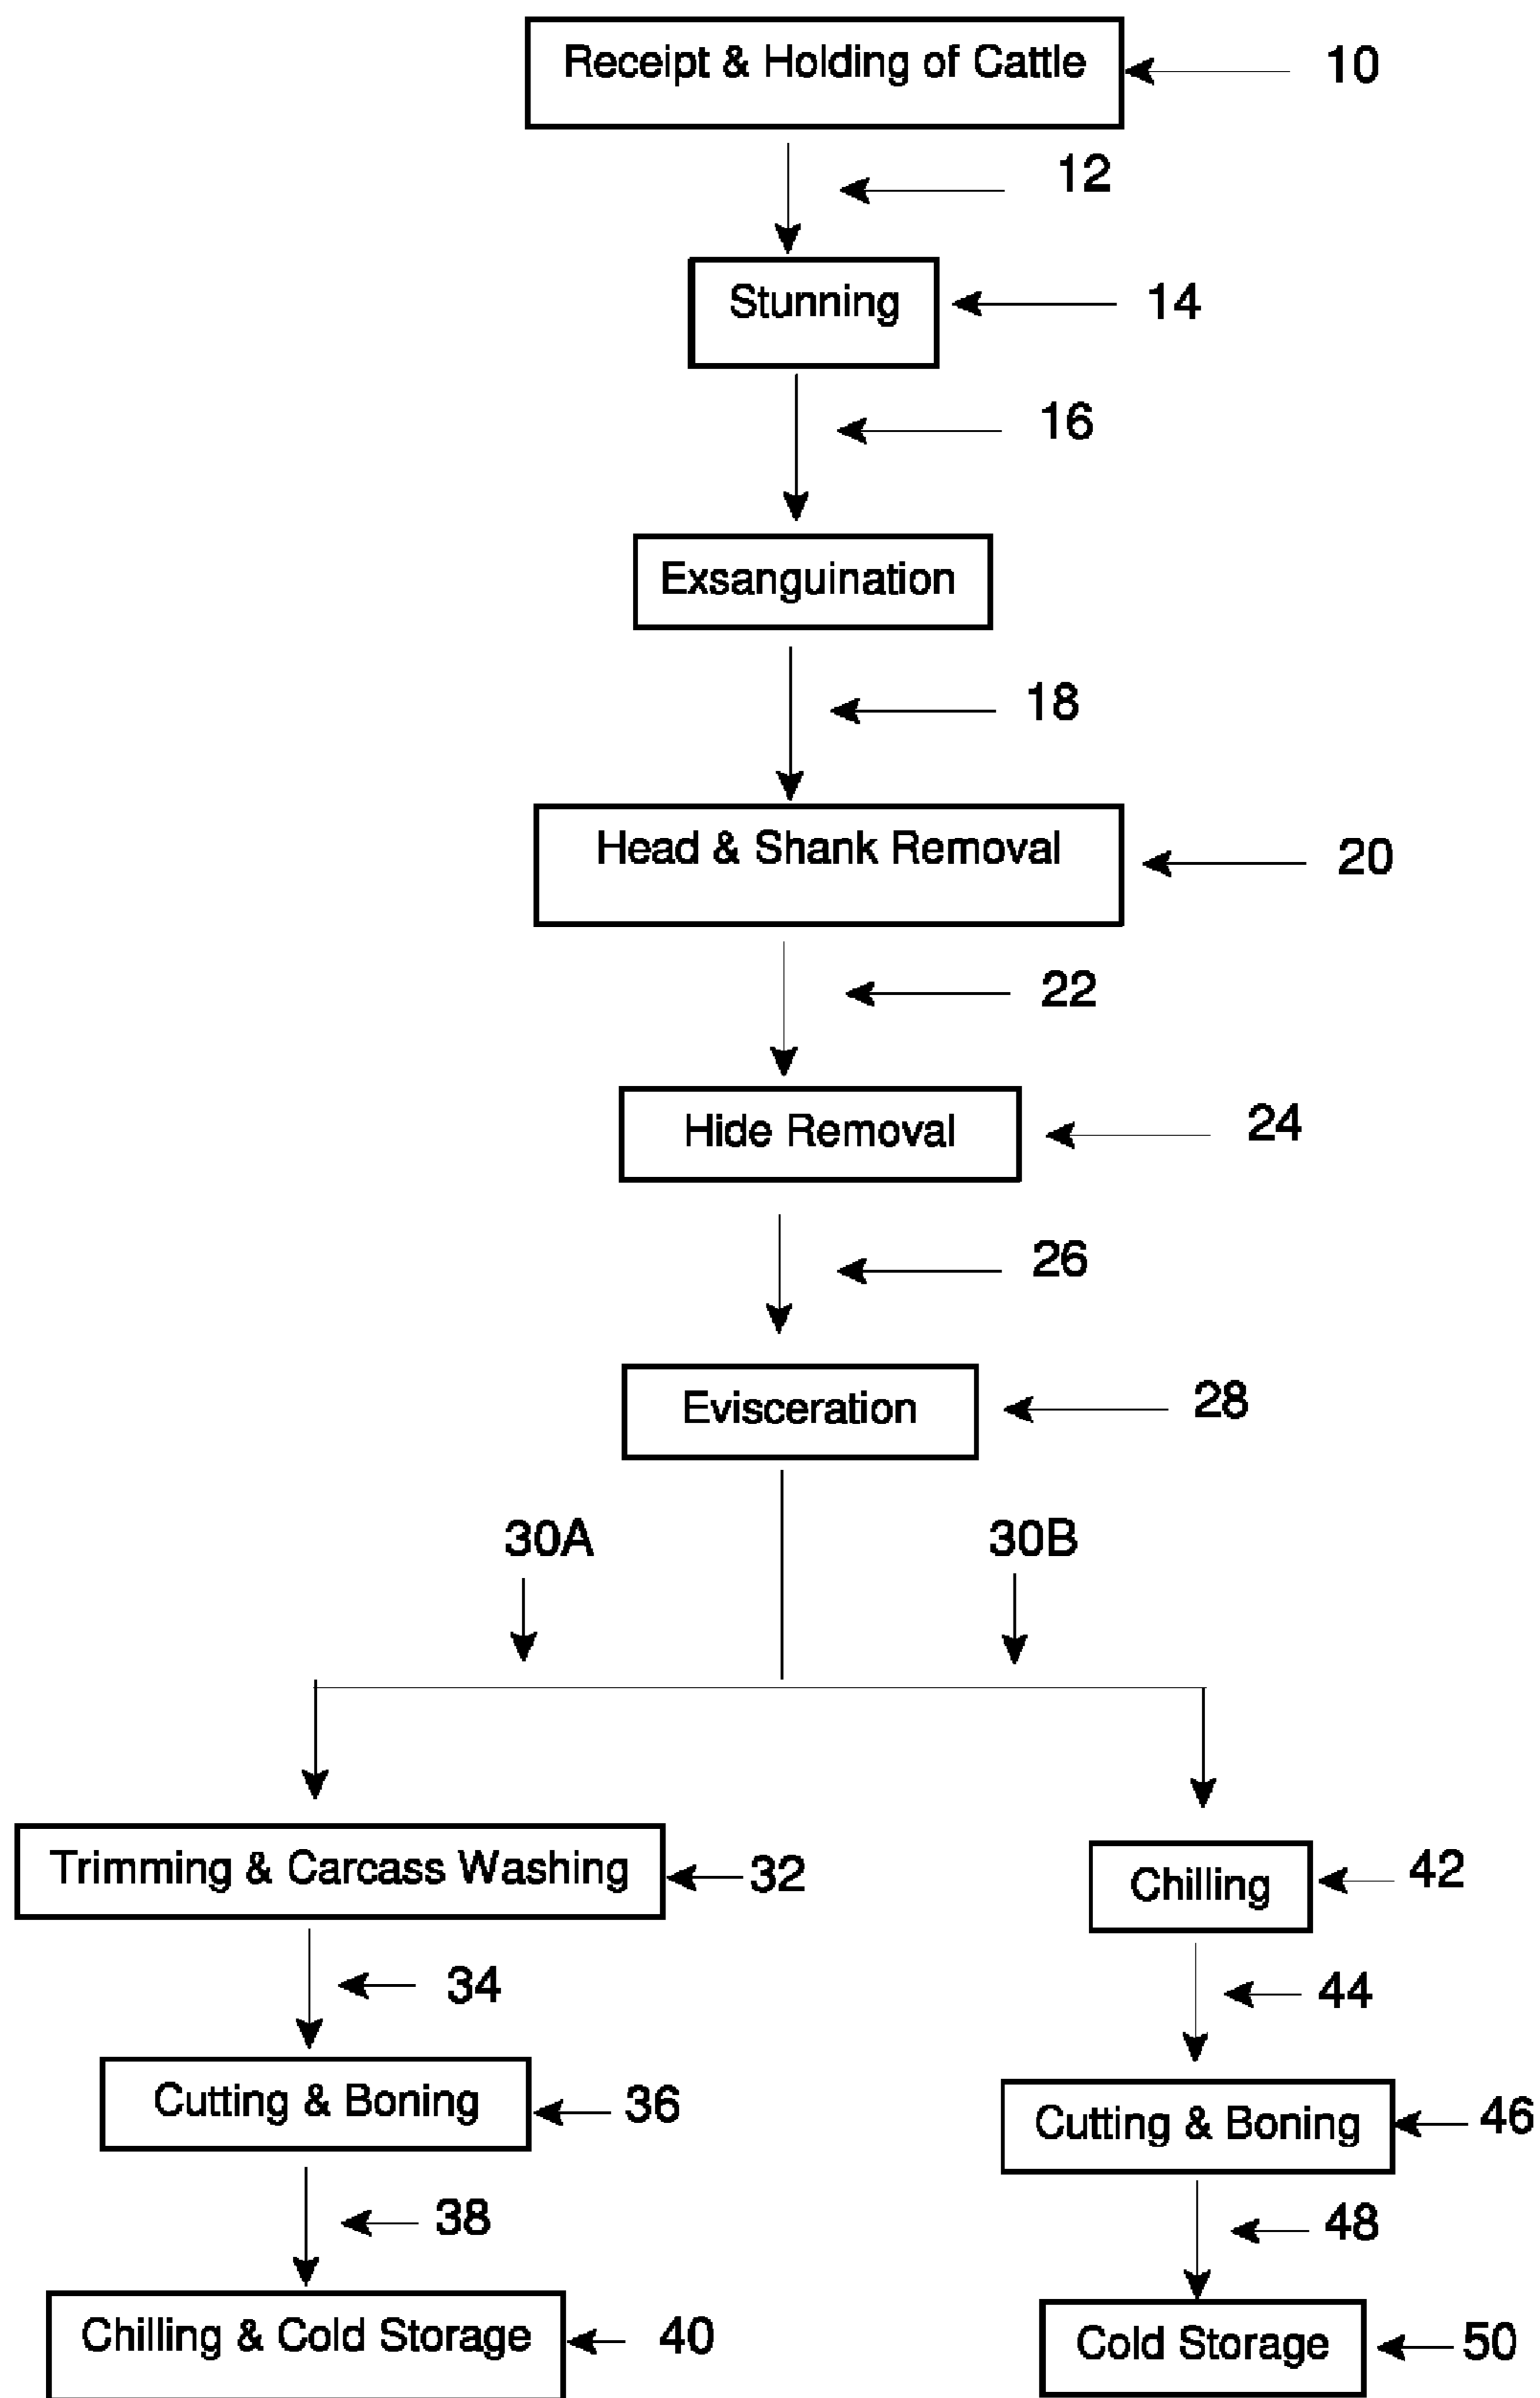 Receipt & Holding of Cattle
10
12
Stunning
14
16
Exsanguination
18
Head & Shank Removal
20
22
Hide Removal
24
26
Evisceration
28
30A
30B
Trimming & Carcass Washing
32
Chilling
42
34
44
Cutting & Boning
36
Cutting & Boning
46
38
48
Chilling & Cold Storage
40
Cold Storage
50